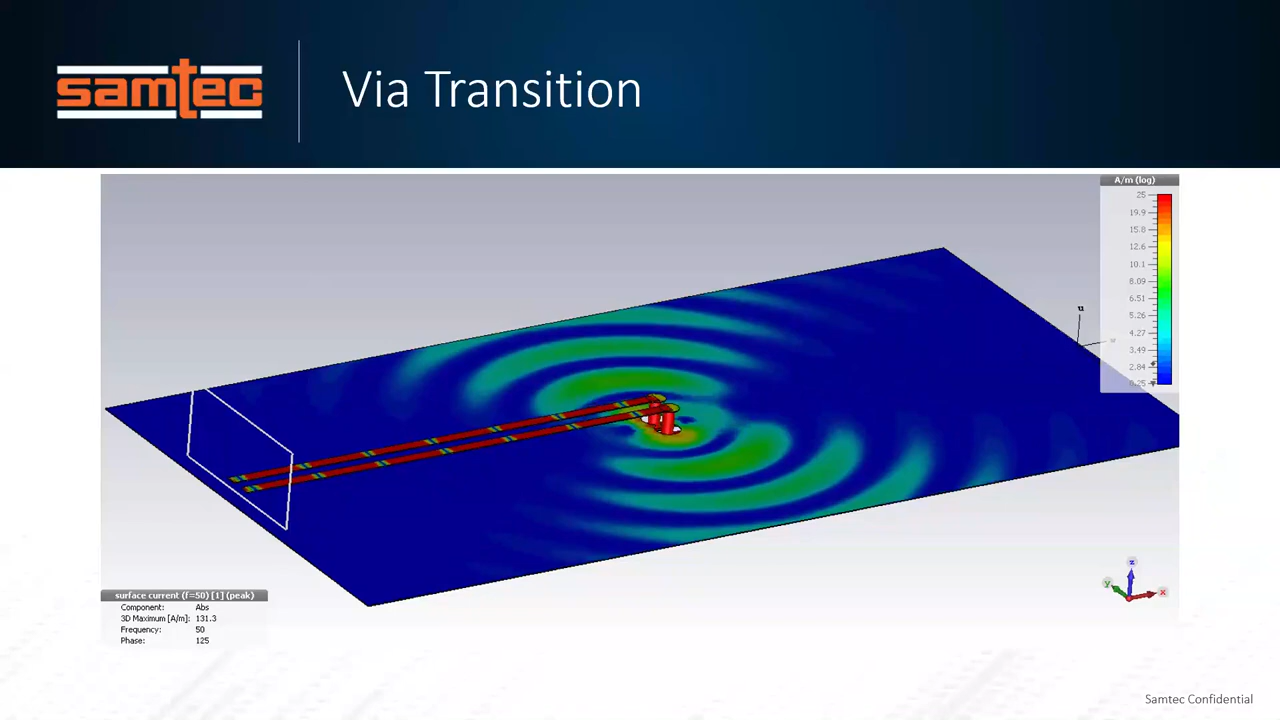 samtec
Via Transition
A/m (log)
25
19.9
15.8
12.6
10.1
8.09
6.51
5.26
4.27
3.49
2.84
0.25
u
z
y
x
surface current (f=50) [1] (peak)
Component: Abs
3D Maximum [A/m]: 131.3
Frequency: 50
Phase: 125
Samtec Confidential